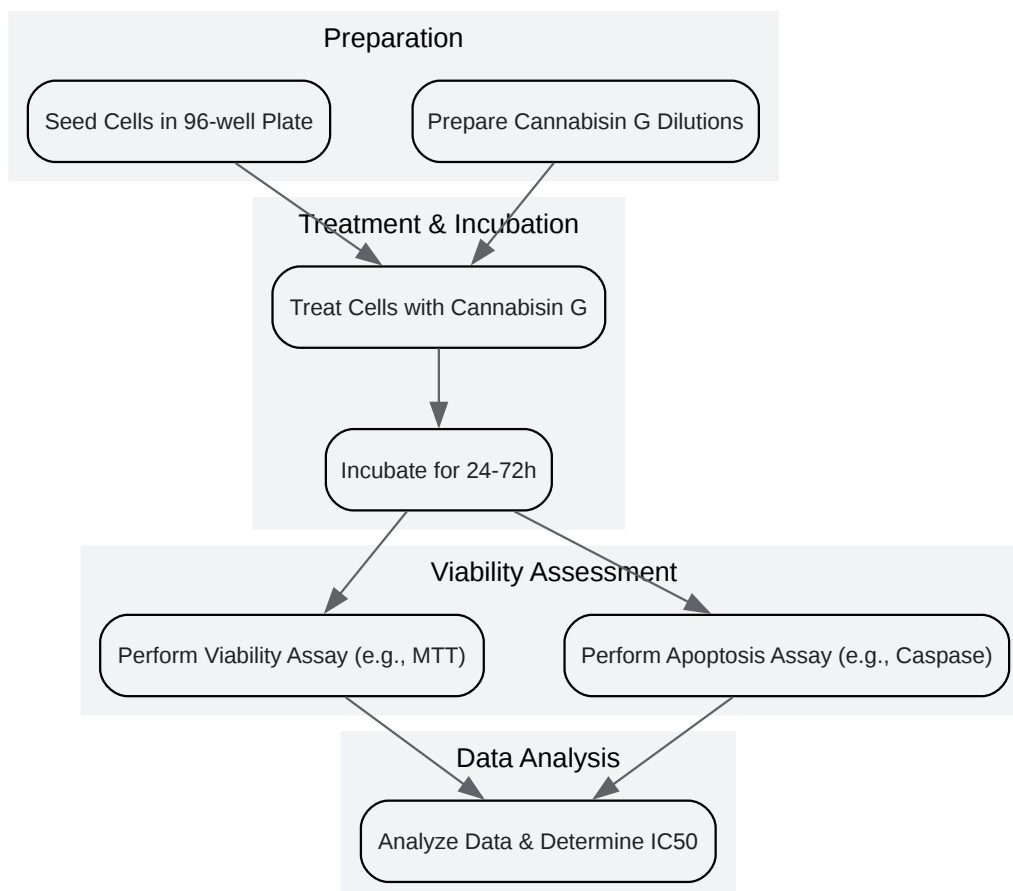 Preparation
Seed Cells in 96-well Plate
Prepare Cannabisin G Dilutions
Treatment & Incubation
Treat Cells with Cannabisin G
Incubate for 24-72h
Viability Assessment
Perform Viability Assay (e.g., MTT)
Perform Apoptosis Assay (e.g., Caspase)
Data Analysis
Analyze Data & Determine IC50